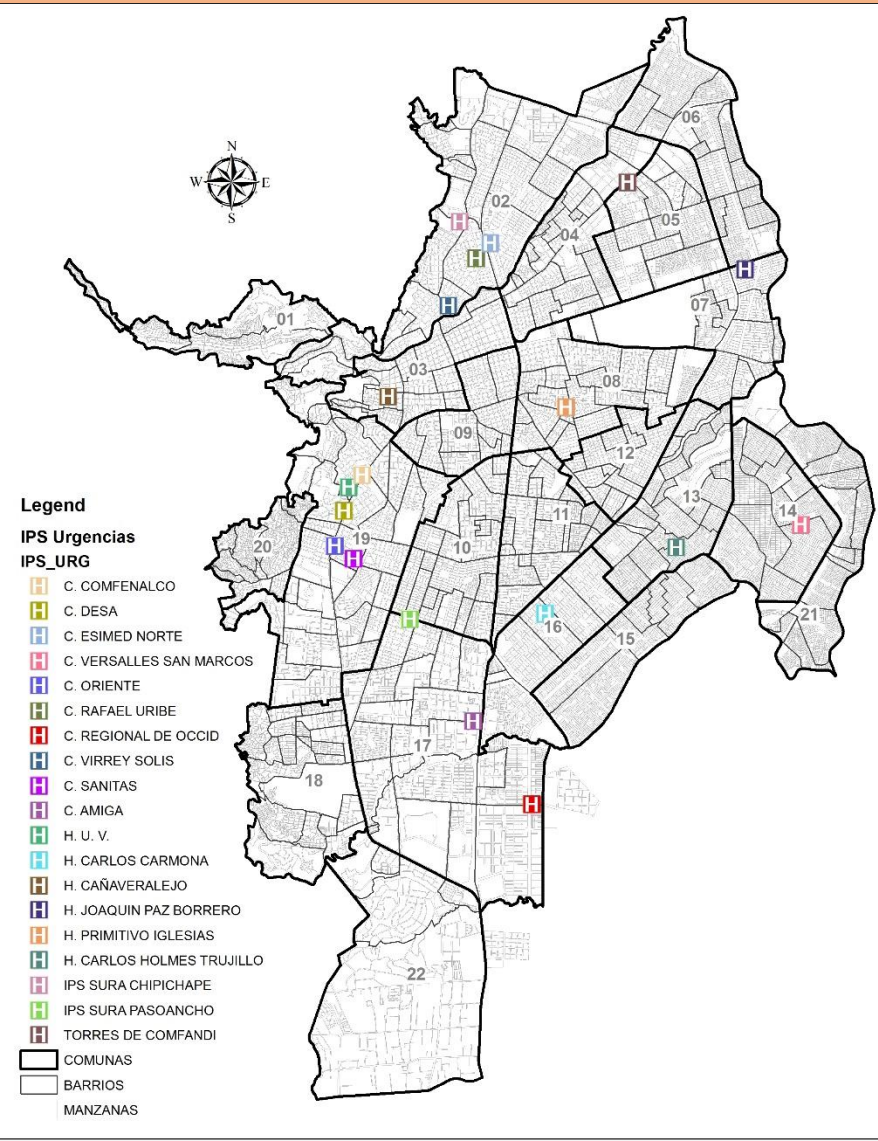 N
W E
S
06
02
05
04
07
01
03
08
09
12
13
14
11
19
10
20
16
15
21
17
18
22
Legend
IPS Urgencias
IPS_URG
H C. COMFENALCO
H C. DESA
H C. ESIMED NORTE
H C. VERSALLES SAN MARCOS
H C. ORIENTE
H C. RAFAEL URIBE
H C. REGIONAL DE OCCID
H C. VIRREY SOLIS
H C. SANITAS
H C. AMIGA
H H. U. V.
H H. CARLOS CARMONA
H H. CAÑAVERALEJO
H H. JOAQUIN PAZ BORRERO
H H. PRIMITIVO IGLESIAS
H H. CARLOS HOLMES TRUJILLO
H IPS SURA CHIPICHAPE
H IPS SURA PASOANCHO
H TORRES DE COMFANDI
COMUNAS
BARRIOS
MANZANAS